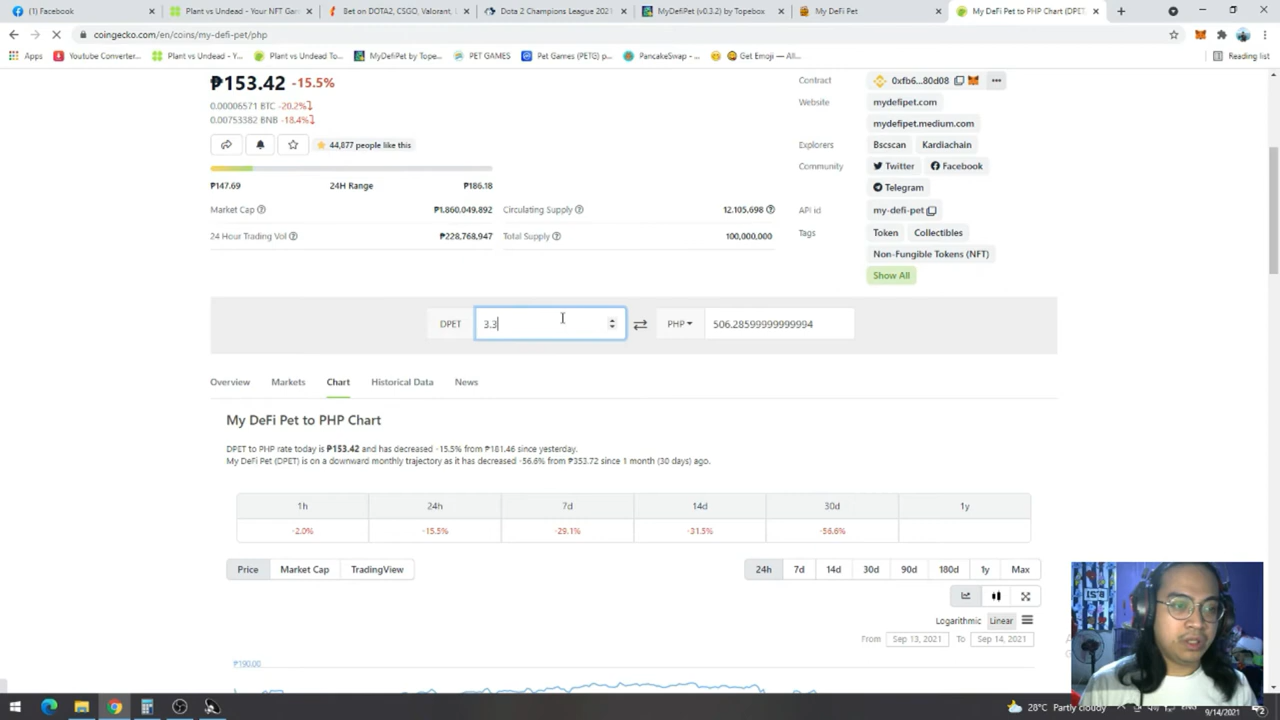 (1) Facebook
Plant vs Undead - Your NFT Gam
Bet on DOTA2, CSGO, Valorant, L
Dota 2 Champions League 2021
MyDefiPet (v0.3.2) by Topebox
My DeFi Pet
My DeFi Pet to PHP Chart (DPET
coingecko.com/en/coins/my-defi-pet/php
Apps
Youtube Converter...
Plant vs Undead - Y...
Plant vs Undead To...
MyDefiPet by Tope...
PET GAMES
Pet Games (PETG) p...
PancakeSwap - ...
Get Emoji — All...
Reading list
₱153.42 -15.5%
0.00006571 BTC -20.2%
0.00753382 BNB -18.4%
44,877 people like this
₱147.69 24H Range ₱186.18
Market Cap ₱1,860,049,892 Circulating Supply 12,105,698
24 Hour Trading Vol ₱228,768,947 Total Supply 100,000,000
Contract 0xfb6...80d08
Website mydefipet.com
mydefipet.medium.com
Explorers Bscscan Kardiachain
Community Twitter Facebook
Telegram
API id my-defi-pet
Tags Token Collectibles
Non-Fungible Tokens (NFT)
Show All
DPET 3.3 PHP 506.28599999999994
Overview Markets Chart Historical Data News
My DeFi Pet to PHP Chart
DPET to PHP rate today is ₱153.42 and has decreased -15.5% from ₱181.46 since yesterday.
My DeFi Pet (DPET) is on a downward monthly trajectory as it has decreased -56.6% from ₱353.72 since 1 month (30 days) ago.
1h 24h 7d 14d 30d 1y
-2.0% -15.5% -29.1% -31.5% -56.6%
Price Market Cap TradingView
24h 7d 14d 30d 90d 180d 1y Max
Logarithmic Linear
From Sep 13, 2021 To Sep 14, 2021
₱190.00
28°C Partly cloudy
9/14/2021